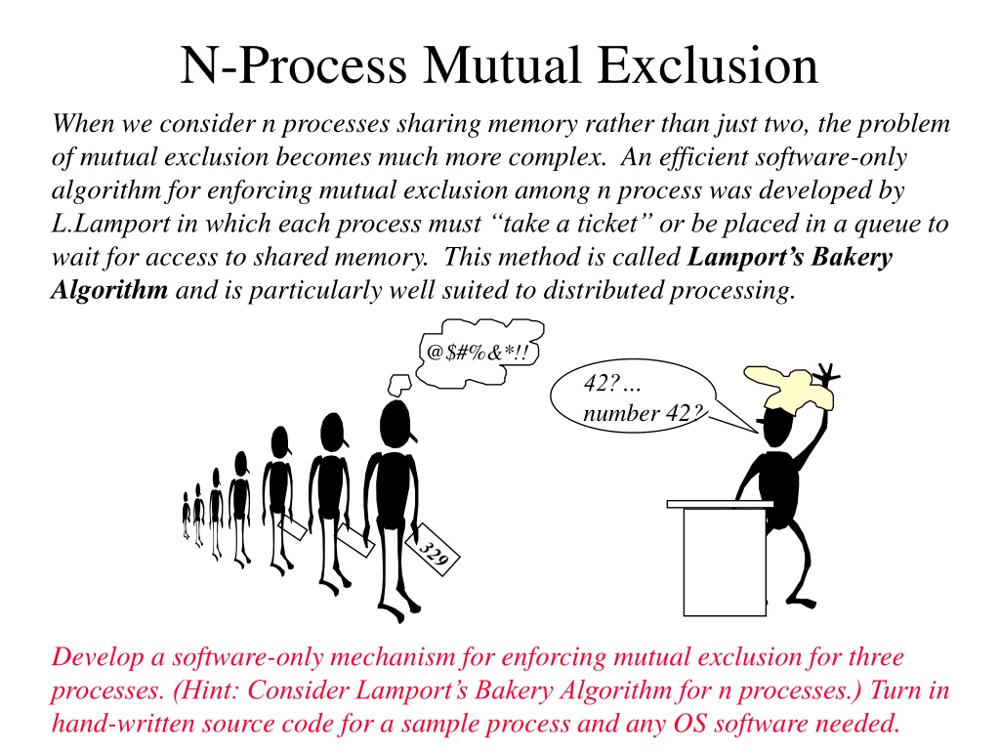 N-Process Mutual Exclusion
When we consider n processes sharing memory rather than just two, the problem
of mutual exclusion becomes much more complex.  An efficient software-only
algorithm for enforcing mutual exclusion among n process was developed by
L.Lamport in which each process must “take a ticket” or be placed in a queue to
wait for access to shared memory.  This method is called Lamport’s Bakery
Algorithm and is particularly well suited to distributed processing.
@$#%&*!!
42?...
number 42?
329
Develop a software-only mechanism for enforcing mutual exclusion for three
processes. (Hint: Consider Lamport’s Bakery Algorithm for n processes.) Turn in
hand-written source code for a sample process and any OS software needed.